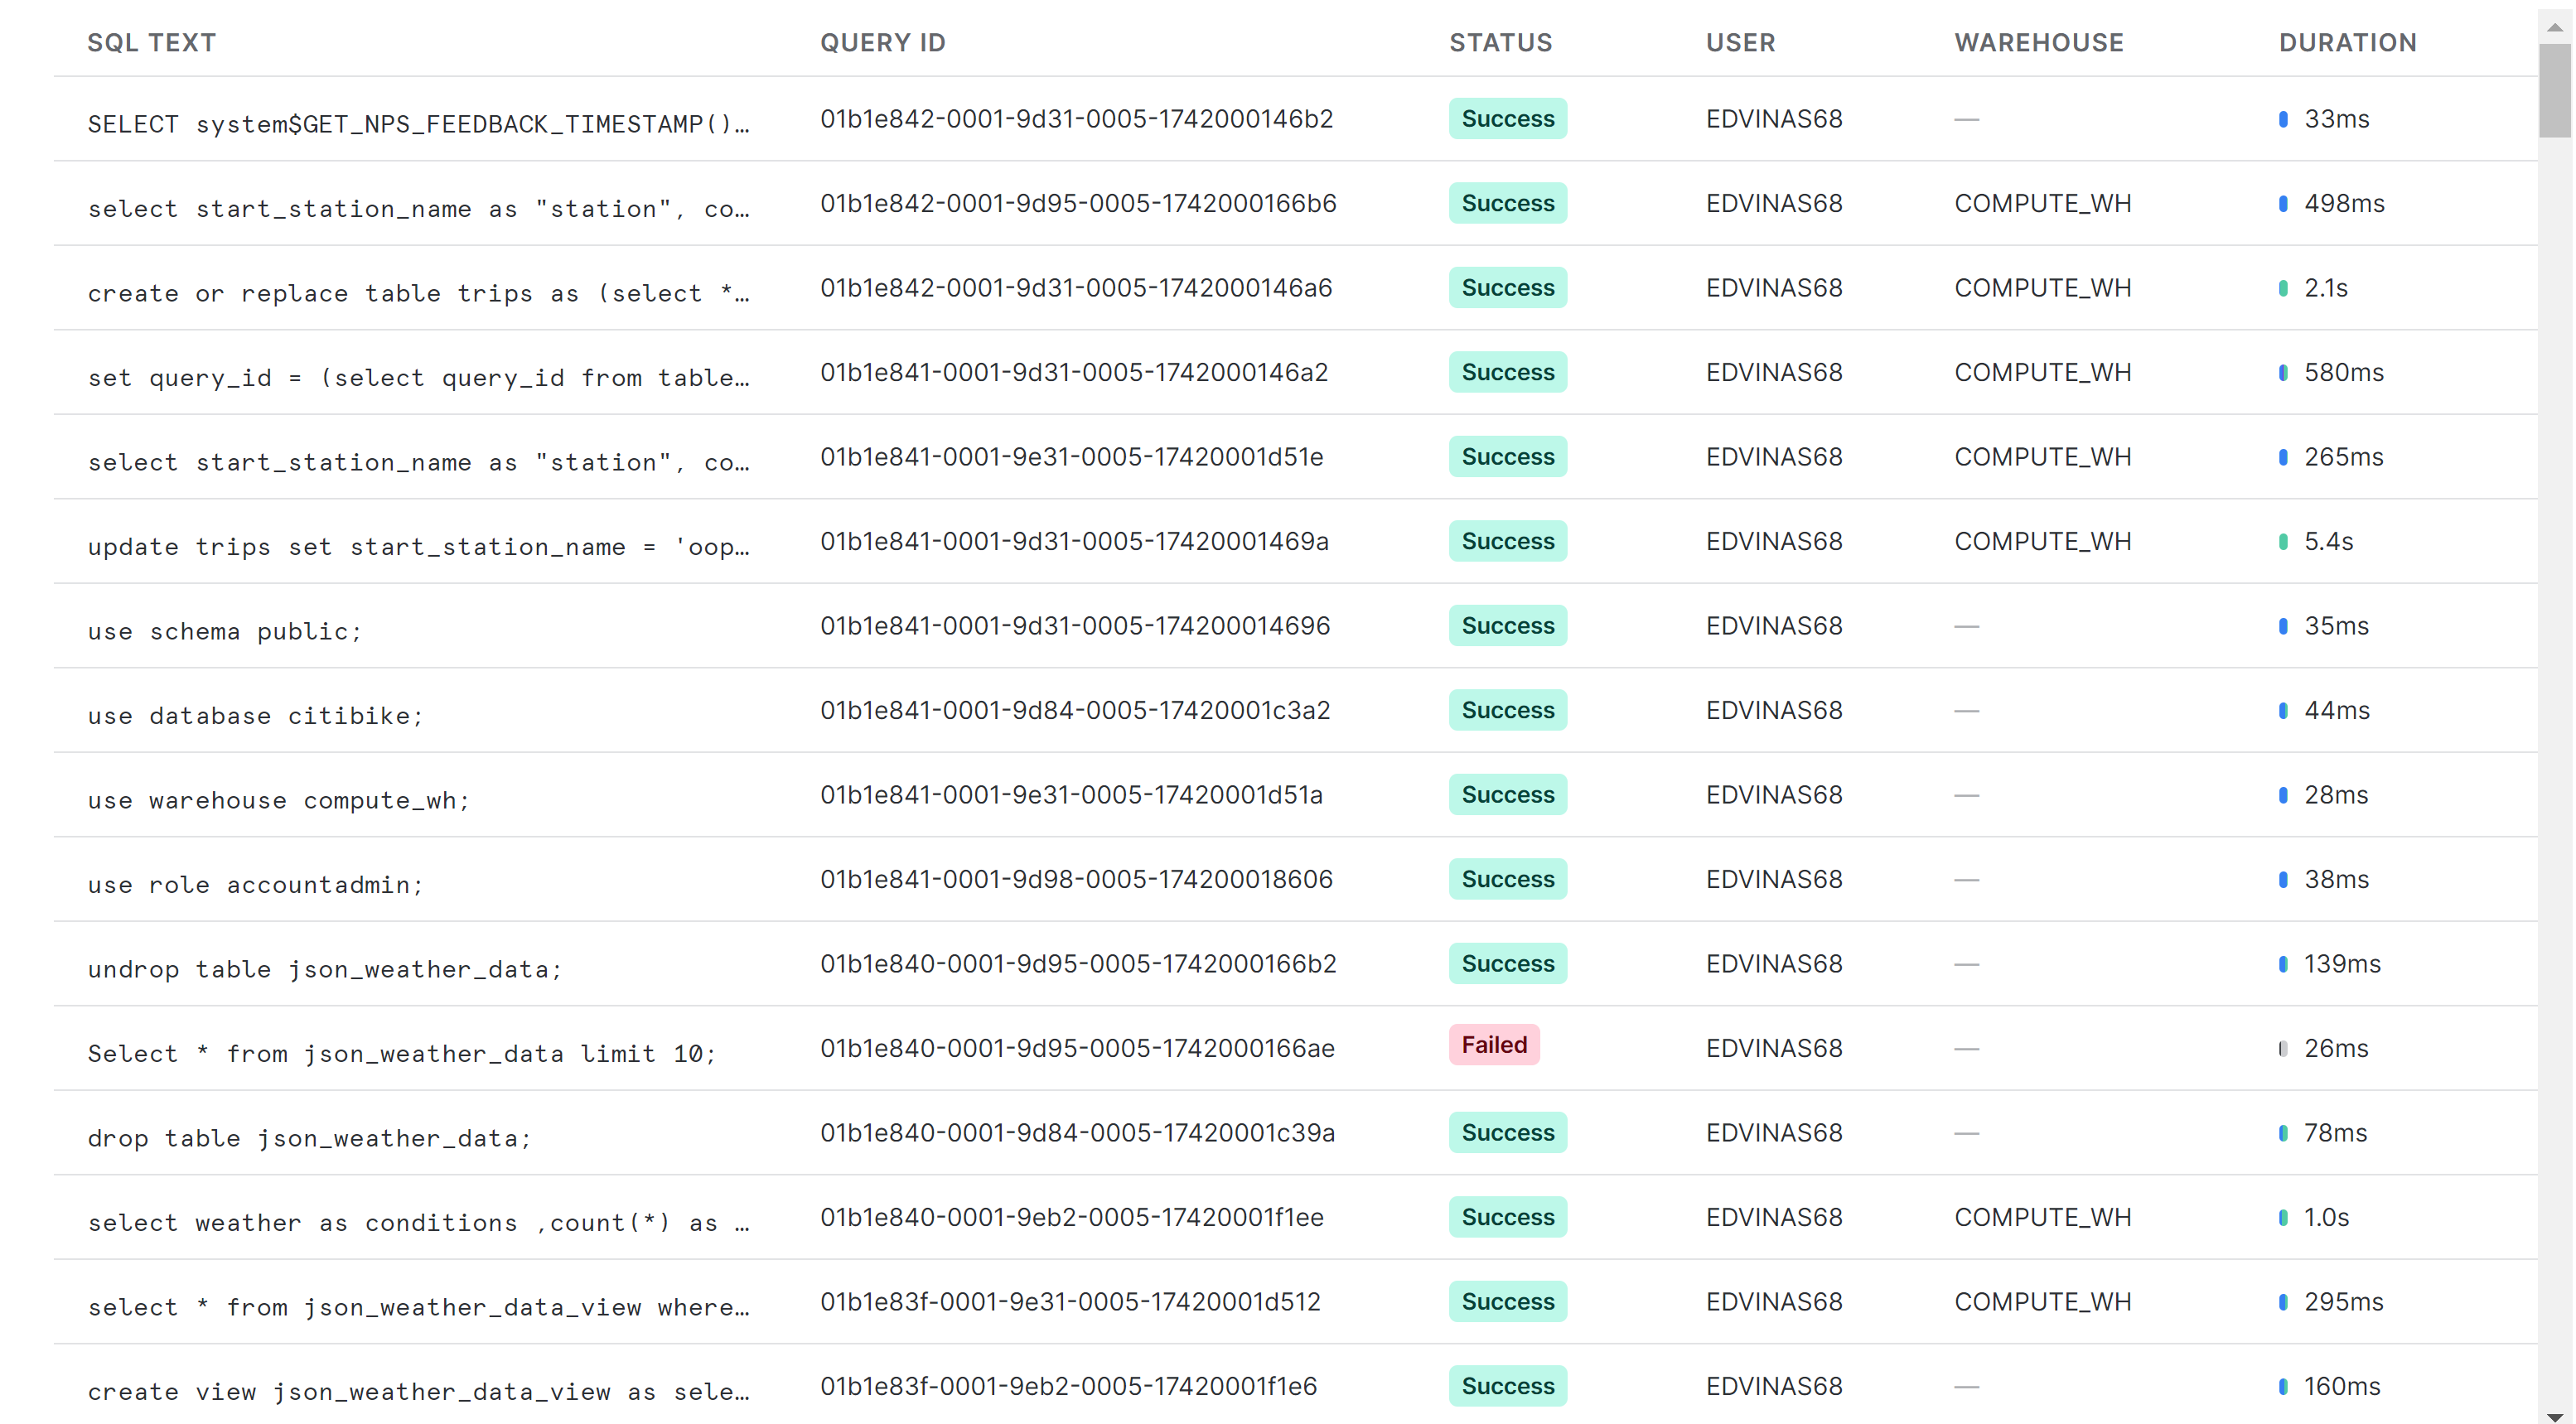 SQL TEXT QUERY ID STATUS USER WAREHOUSE DURATION
SELECT system$GET_NPS_FEEDBACK_TIMESTAMP()… 01b1e842-0001-9d31-0005-1742000146b2 Success EDVINAS68 — 33ms
select start_station_name as "station", co… 01b1e842-0001-9d95-0005-1742000166b6 Success EDVINAS68 COMPUTE_WH 498ms
create or replace table trips as (select *… 01b1e842-0001-9d31-0005-1742000146a6 Success EDVINAS68 COMPUTE_WH 2.1s
set query_id = (select query_id from table… 01b1e841-0001-9d31-0005-1742000146a2 Success EDVINAS68 COMPUTE_WH 580ms
select start_station_name as "station", co… 01b1e841-0001-9e31-0005-17420001d51e Success EDVINAS68 COMPUTE_WH 265ms
update trips set start_station_name = 'oop… 01b1e841-0001-9d31-0005-17420001469a Success EDVINAS68 COMPUTE_WH 5.4s
use schema public; 01b1e841-0001-9d31-0005-174200014696 Success EDVINAS68 — 35ms
use database citibike; 01b1e841-0001-9d84-0005-17420001c3a2 Success EDVINAS68 — 44ms
use warehouse compute_wh; 01b1e841-0001-9e31-0005-17420001d51a Success EDVINAS68 — 28ms
use role accountadmin; 01b1e841-0001-9d98-0005-174200018606 Success EDVINAS68 — 38ms
undrop table json_weather_data; 01b1e840-0001-9d95-0005-1742000166b2 Success EDVINAS68 — 139ms
Select * from json_weather_data limit 10; 01b1e840-0001-9d95-0005-1742000166ae Failed EDVINAS68 — 26ms
drop table json_weather_data; 01b1e840-0001-9d84-0005-17420001c39a Success EDVINAS68 — 78ms
select weather as conditions ,count(*) as … 01b1e840-0001-9eb2-0005-17420001f1ee Success EDVINAS68 COMPUTE_WH 1.0s
select * from json_weather_data_view where… 01b1e83f-0001-9e31-0005-17420001d512 Success EDVINAS68 COMPUTE_WH 295ms
create view json_weather_data_view as sele… 01b1e83f-0001-9eb2-0005-17420001f1e6 Success EDVINAS68 — 160ms